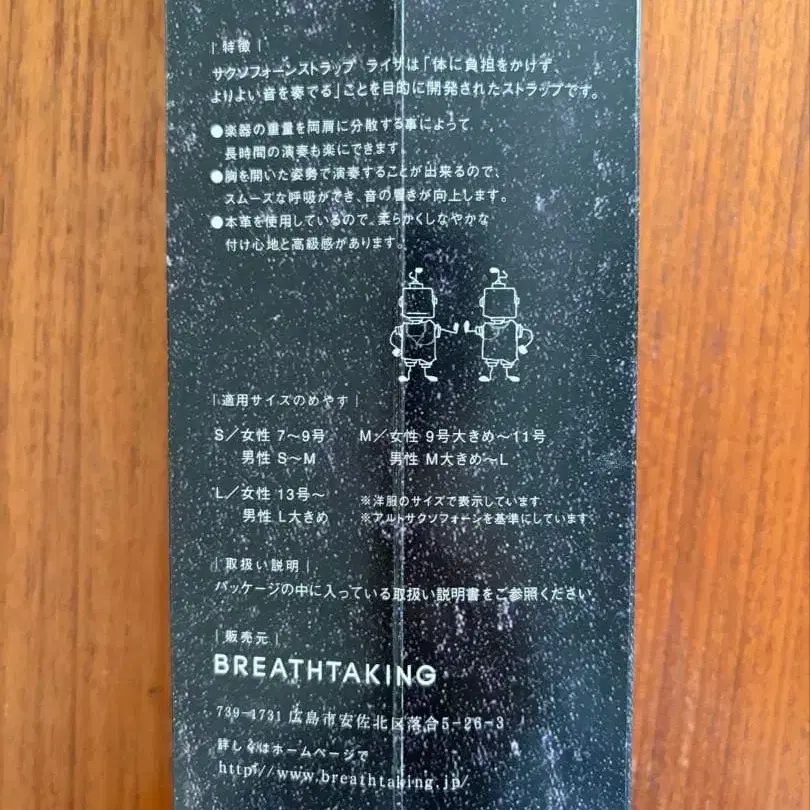 | 特徴 |
サクソフォーンストラップ ライザは「体に負担をかけず、
よりよい音を奏でる」ことを目的に開発されたストラップです。
●楽器の重量を両肩に分散する事によって
長時間の演奏も楽にできます。
●胸を開いた姿勢で演奏することが出来るので、
スムーズな呼吸ができ、音の響きが向上します。
●本革を使用しているので、柔らかくしなやかな
付け心地と高級感があります。
| 適用サイズのめやす |
S／女性 7〜9号 M／女性 9号大きめ〜11号
男性 S〜M 男性 M大きめ〜L
L／女性 13号〜 ※洋服のサイズで表示しています
男性 L大きめ ※アルトサクソフォーンを基準にしています
| 取扱い説明 |
パッケージの中に入っている取扱い説明書をご参照ください。
| 販売元 |
BREATHTAKING
739-1731 広島市安佐北区落合5-26-3
詳しくはホームページで
http://www.breathtaking.jp/